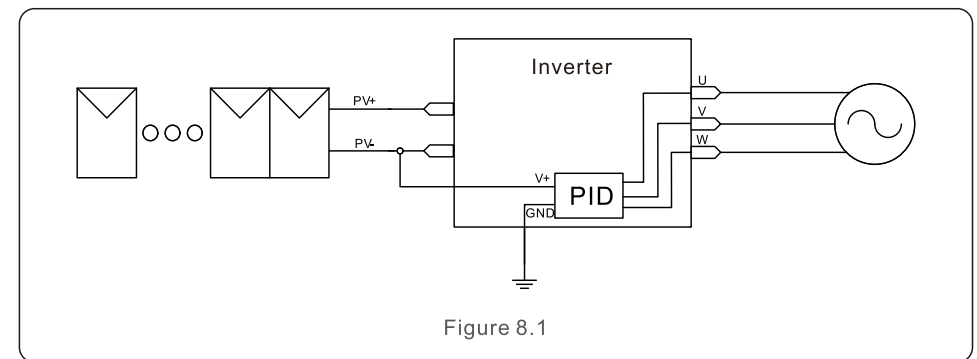 Inverter
PV+
PV-
U
V
W
V+
PID
GND
Figure 8.1